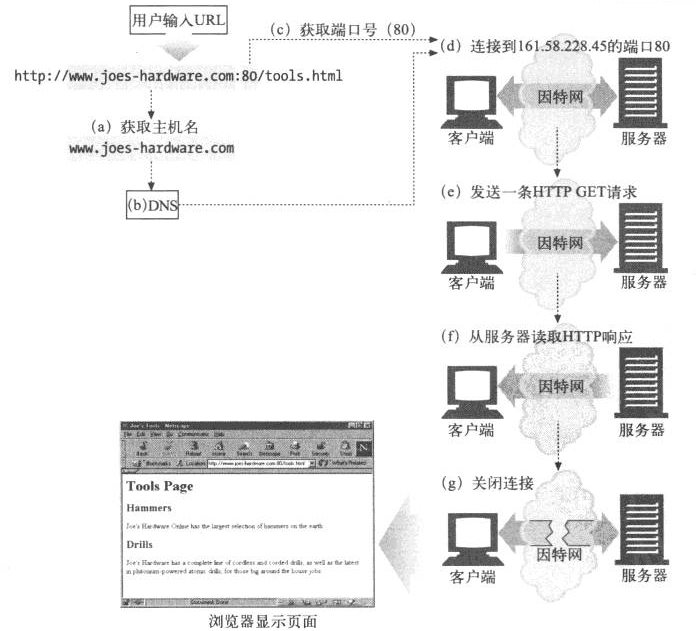 用户输入URL
(c) 获取端口号（80）
http://www.joes-hardware.com:80/tools.html
(a) 获取主机名
www.joes-hardware.com
(b)DNS
(d) 连接到161.58.228.45的端口80
因特网
客户端
服务器
(e) 发送一条HTTP GET请求
因特网
客户端
服务器
(f) 从服务器读取HTTP响应
因特网
客户端
服务器
(g) 关闭连接
因特网
客户端
服务器
Joe's Tools - Netscape
File Edit View Go Communicator Help
Back Reload Home Search Netscape Print Security
Bookmarks Location: http://www.joes-hardware.com:80/tools.html What's Related
Tools Page
Hammers
Joe's Hardware Online has the largest selection of hammers on the earth
Drills
Joe's Hardware has a complete line of cordless and corded drills, as well as the latest
in plutonium-powered atomic drills, for those big around the house jobs
Document: Done
浏览器显示页面